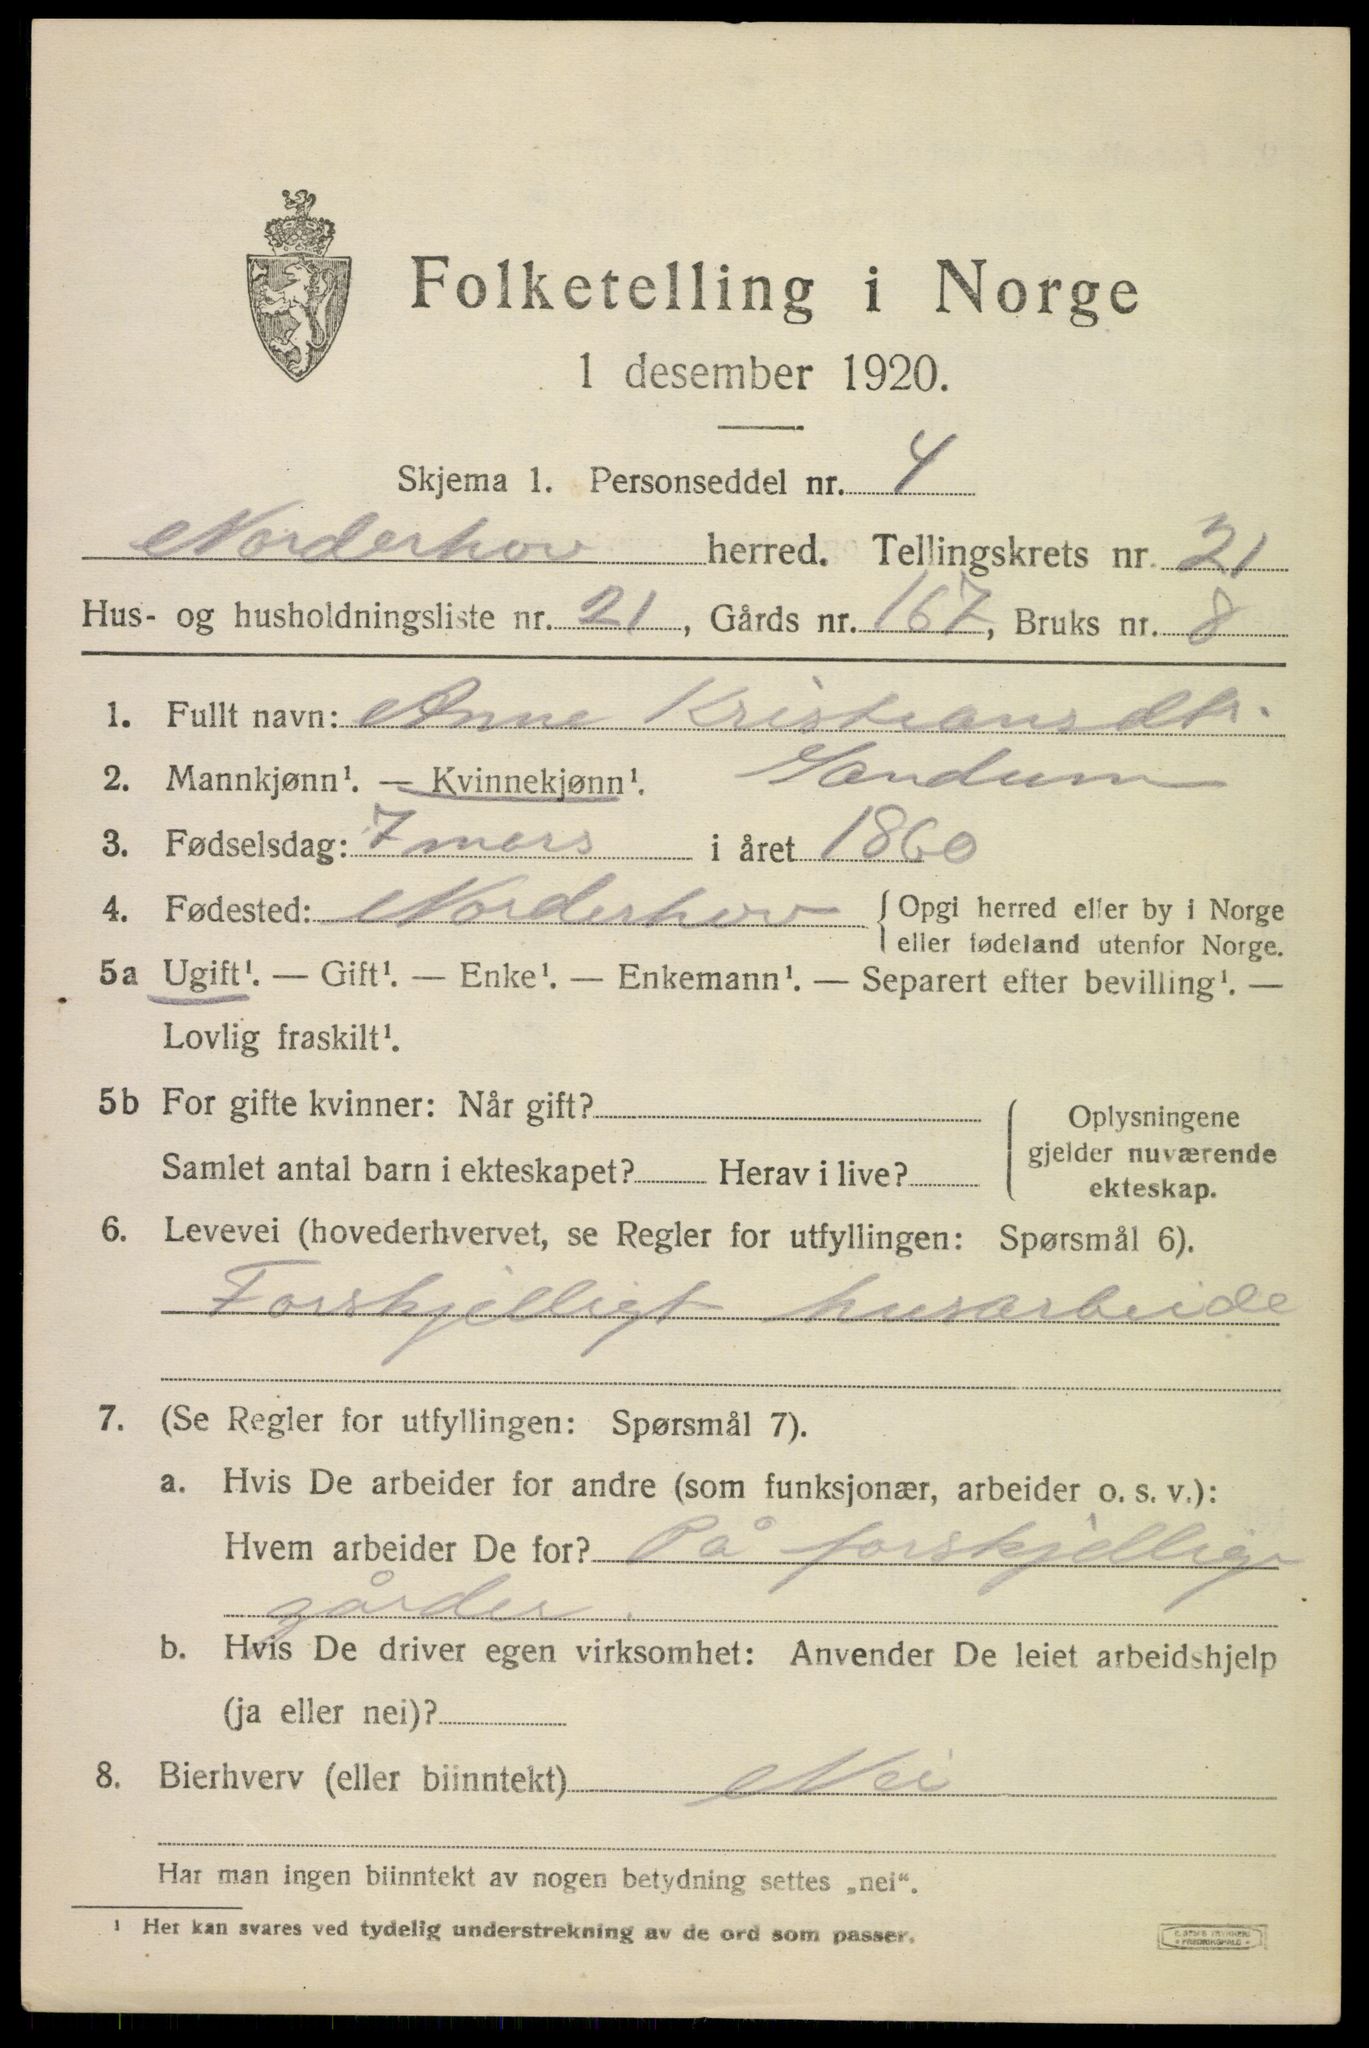 Folketelling i Norge
1 desember 1920.
Skjema 1. Personseddel nr. 4
Norderhov herred. Tellingskrets nr. 21
Hus- og husholdningsliste nr. 21, Gårds nr. 167, Bruks nr. 8
1. Fullt navn: Anne Kristiansdtr.
2. Mannkjønn¹. — Kvinnekjønn¹.
3. Fødselsdag: 7 mars i året 1860
4. Fødested: Norderhov { Opgi herred eller by i Norge
eller fødeland utenfor Norge.
5a Ugift¹. — Gift¹. — Enke¹. — Enkemann¹. — Separert efter bevilling¹. —
Lovlig fraskilt¹.
5b For gifte kvinner: Når gift?
Samlet antal barn i ekteskapet? Herav i live?
Oplysningene
gjelder nuværende
ekteskap.
6. Levevei (hovederhvervet, se Regler for utfyllingen: Spørsmål 6).
Forskjelligt husarbeide
7. (Se Regler for utfyllingen: Spørsmål 7).
a. Hvis De arbeider for andre (som funksjonær, arbeider o. s. v.):
Hvem arbeider De for? På forskjellige
gårder.
b. Hvis De driver egen virksomhet: Anvender De leiet arbeidshjelp
(ja eller nei)?
8. Bierhverv (eller biinntekt) Nei
Har man ingen biinntekt av nogen betydning settes „nei“.
¹ Her kan svares ved tydelig understrekning av de ord som passer.